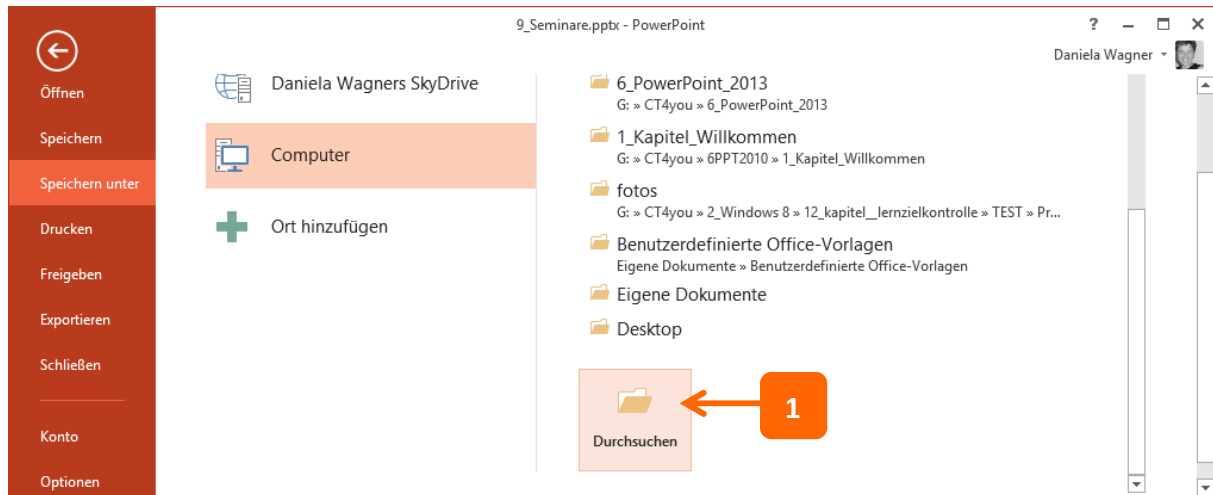 9_Seminare.pptx - PowerPoint
?
Daniela Wagner
Öffnen
Speichern
Speichern unter
Drucken
Freigeben
Exportieren
Schließen
Konto
Optionen
Daniela Wagners SkyDrive
Computer
Ort hinzufügen
6_PowerPoint_2013
G: » CT4you » 6_PowerPoint_2013
1_Kapitel_Willkommen
G: » CT4you » 6PPT2010 » 1_Kapitel_Willkommen
fotos
G: » CT4you » 2_Windows 8 » 12_kapitel__lernzielkontrolle » TEST » Pr...
Benutzerdefinierte Office-Vorlagen
Eigene Dokumente » Benutzerdefinierte Office-Vorlagen
Eigene Dokumente
Desktop
Durchsuchen
1